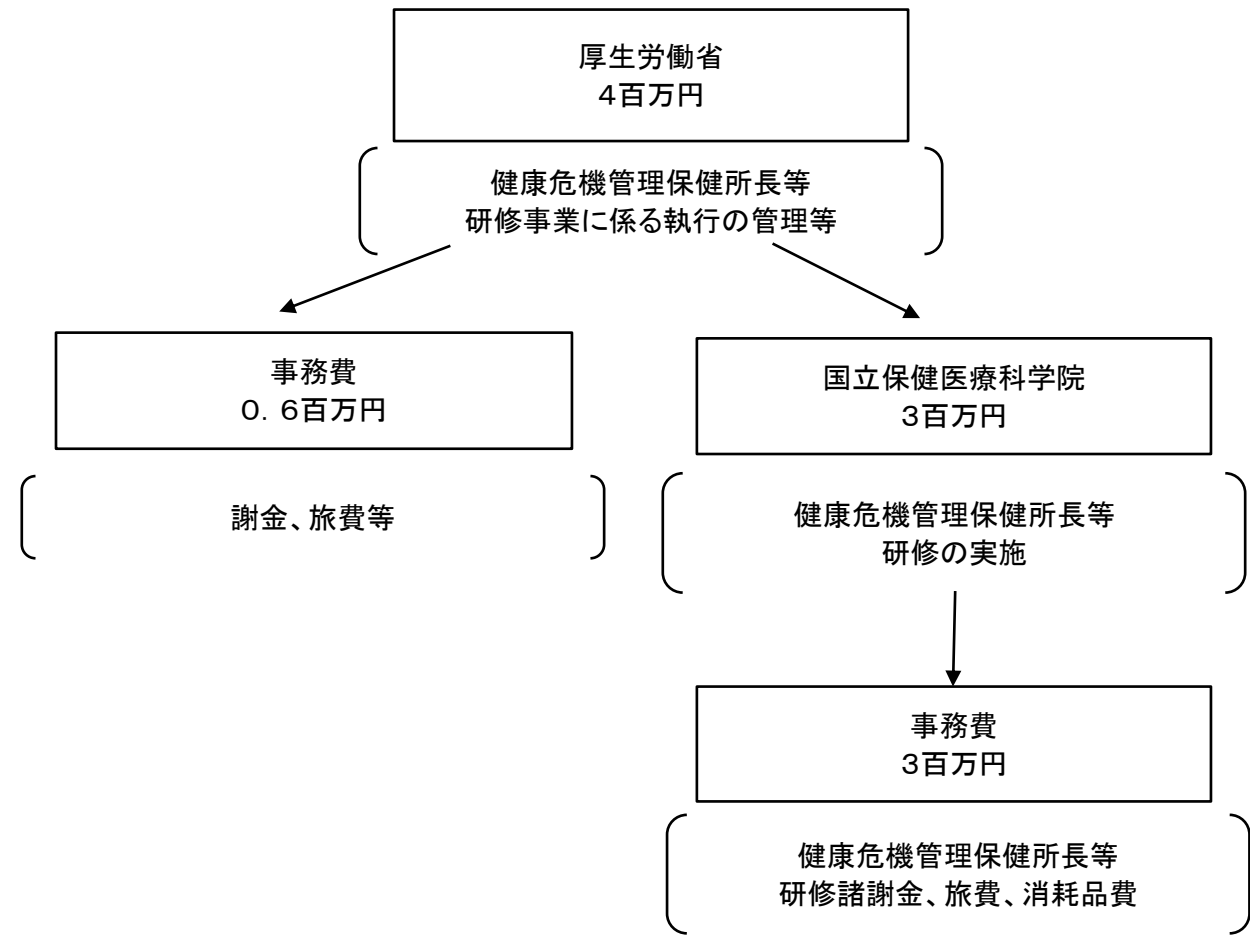 厚生労働省
４百万円
健康危機管理保健所長等
研修事業に係る執行の管理等
事務費
０．６百万円
謝金、旅費等
国立保健医療科学院
３百万円
健康危機管理保健所長等
研修の実施
事務費
３百万円
健康危機管理保健所長等
研修諸謝金、旅費、消耗品費